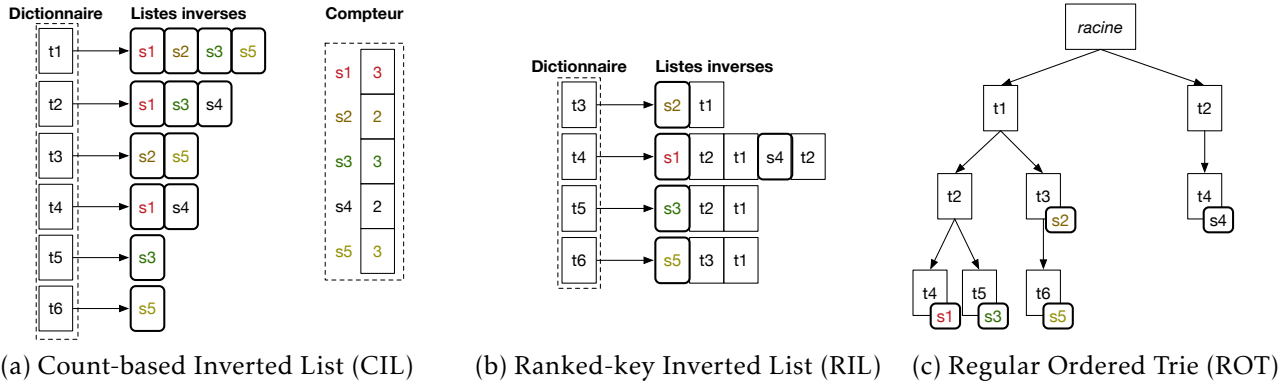 Dictionnaire Listes inverses Compteur
t1 s1 s2 s3 s5
t2 s1 s3 s4
t3 s2 s5
t4 s1 s4
t5 s3
t6 s5
s1 3
s2 2
s3 3
s4 2
s5 3
(a) Count-based Inverted List (CIL)
Dictionnaire Listes inverses
t3 s2 t1
t4 s1 t2 t1 s4 t2
t5 s3 t2 t1
t6 s5 t3 t1
(b) Ranked-key Inverted List (RIL)
racine
t1 t2
t2 t3 s2 t4 s4
t4 s1 t5 s3 t6 s5
(c) Regular Ordered Trie (ROT)